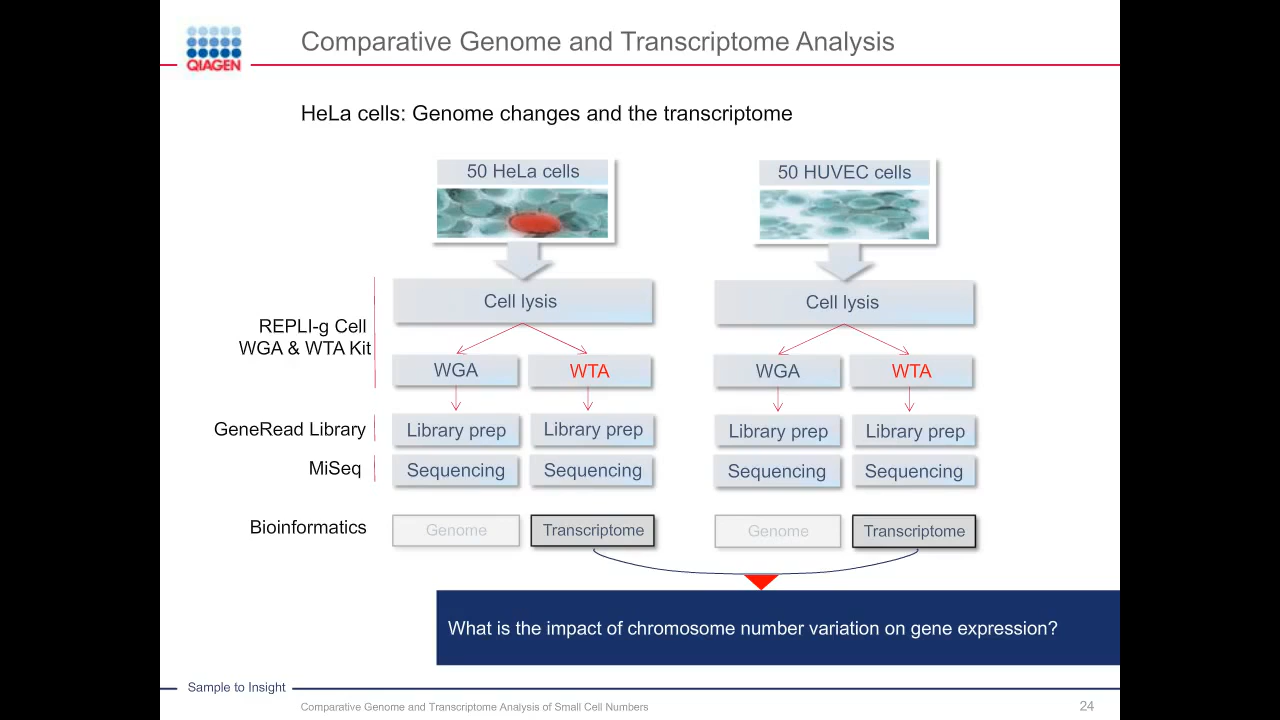 QIAGEN
Comparative Genome and Transcriptome Analysis
HeLa cells: Genome changes and the transcriptome
50 HeLa cells
50 HUVEC cells
Cell lysis
Cell lysis
REPLI-g Cell
WGA & WTA Kit
WGA
WTA
WGA
WTA
GeneRead Library
Library prep
Library prep
Library prep
Library prep
MiSeq
Sequencing
Sequencing
Sequencing
Sequencing
Bioinformatics
Genome
Transcriptome
Genome
Transcriptome
What is the impact of chromosome number variation on gene expression?
Sample to Insight
Comparative Genome and Transcriptome Analysis of Small Cell Numbers
24